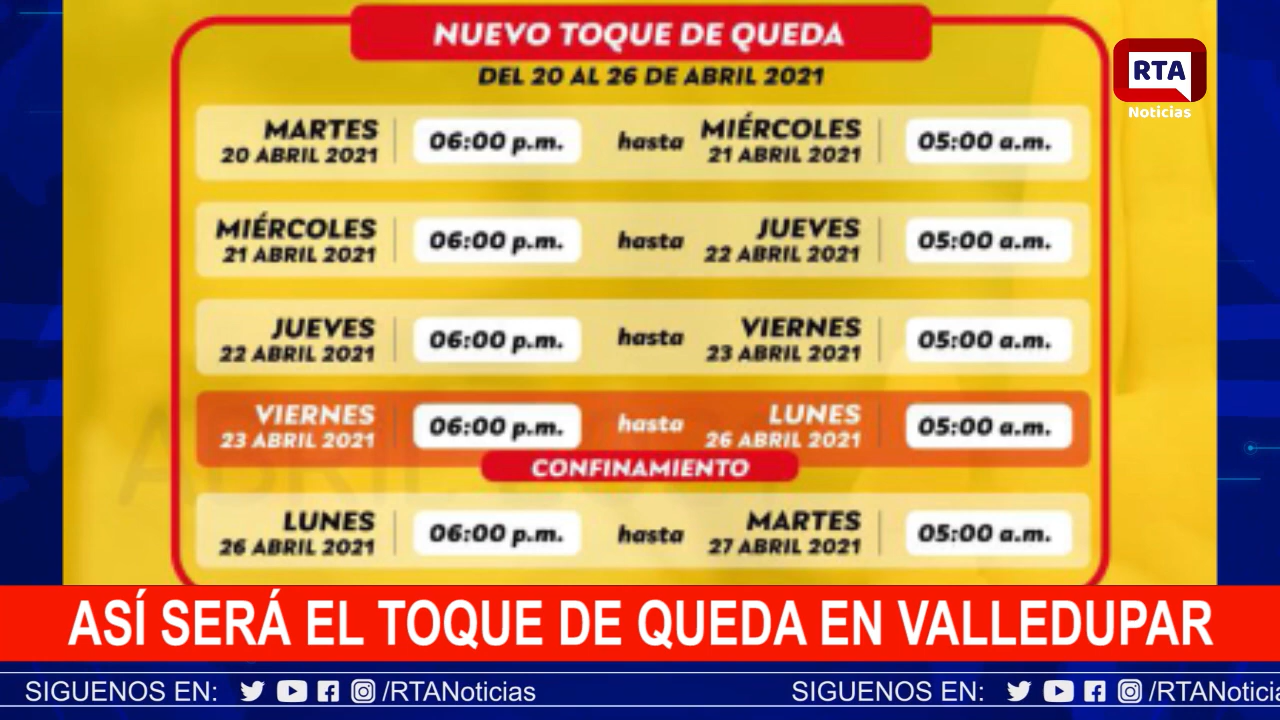 NUEVO TOQUE DE QUEDA
DEL 20 AL 26 DE ABRIL 2021
RTA
Noticias
MARTES
20 ABRIL 2021
06:00 p.m.
hasta
MIÉRCOLES
21 ABRIL 2021
05:00 a.m.
MIÉRCOLES
21 ABRIL 2021
06:00 p.m.
hasta
JUEVES
22 ABRIL 2021
05:00 a.m.
JUEVES
22 ABRIL 2021
06:00 p.m.
hasta
VIERNES
23 ABRIL 2021
05:00 a.m.
VIERNES
23 ABRIL 2021
06:00 p.m.
hasta
LUNES
26 ABRIL 2021
05:00 a.m.
CONFINAMIENTO
LUNES
26 ABRIL 2021
06:00 p.m.
hasta
MARTES
27 ABRIL 2021
05:00 a.m.
ASÍ SERÁ EL TOQUE DE QUEDA EN VALLEDUPAR
SIGUENOS EN: /RTANoticias
SIGUENOS EN: /RTANoticia